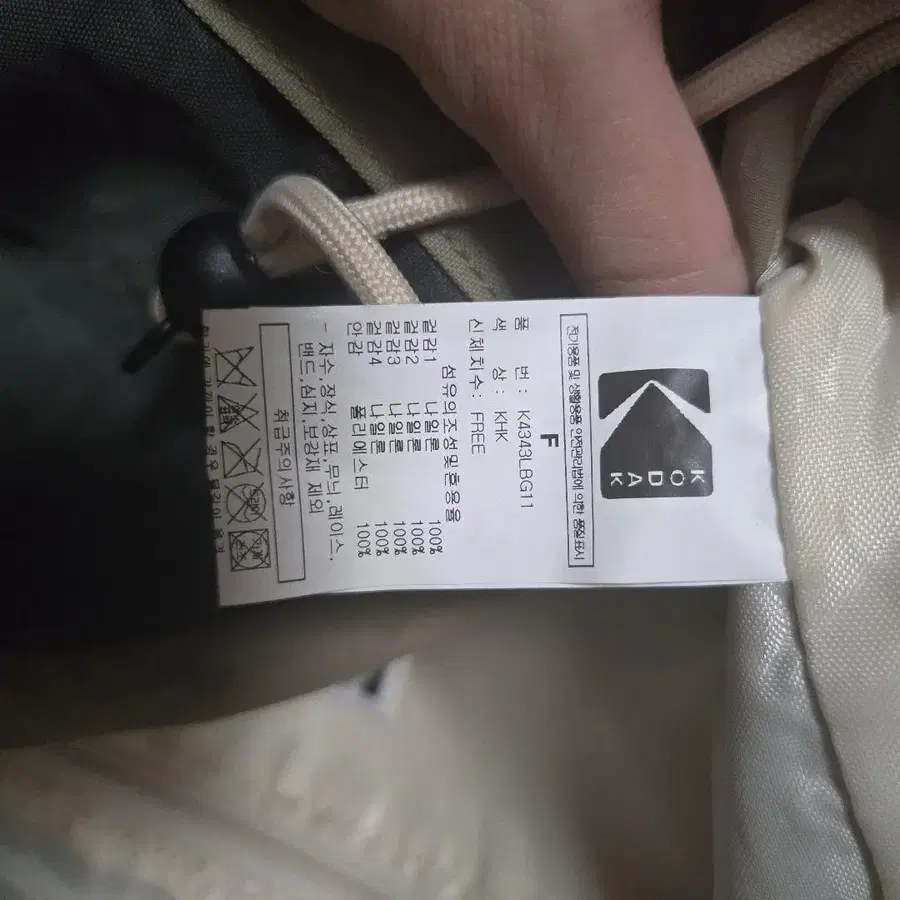 KODAK
전기용품 및 생활용품 안전관리법에 의한 품질표시
F
품 번 : K4343LBG11
색 상 : KHK
신체치수 : FREE
섬유의조성및혼용율
겉감1 나일론 100%
겉감2 나일론 100%
겉감3 나일론 100%
겉감4 나일론 100%
안감 폴리에스터 100%
- 자수,장식,상표,무늬,레이스,
밴드,심지,보강재 제외
취급주의사항